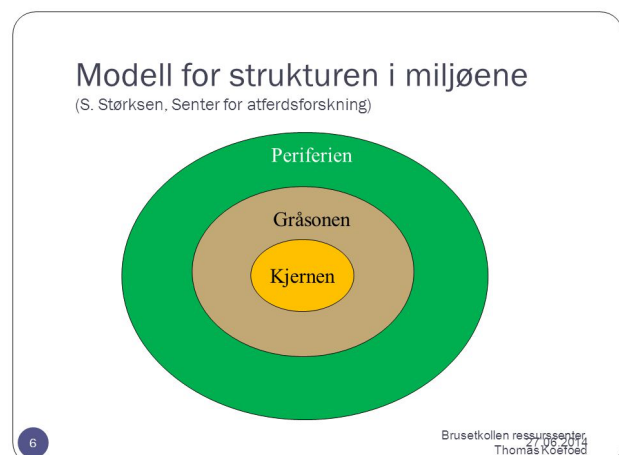 Modell for strukturen i miljøene
(S. Størksen, Senter for atferdsforskning)
Periferien
Gråsonen
Kjernen
6
Brusetkollen ressurssenter,
27.06.2014
Thomas Koefoed